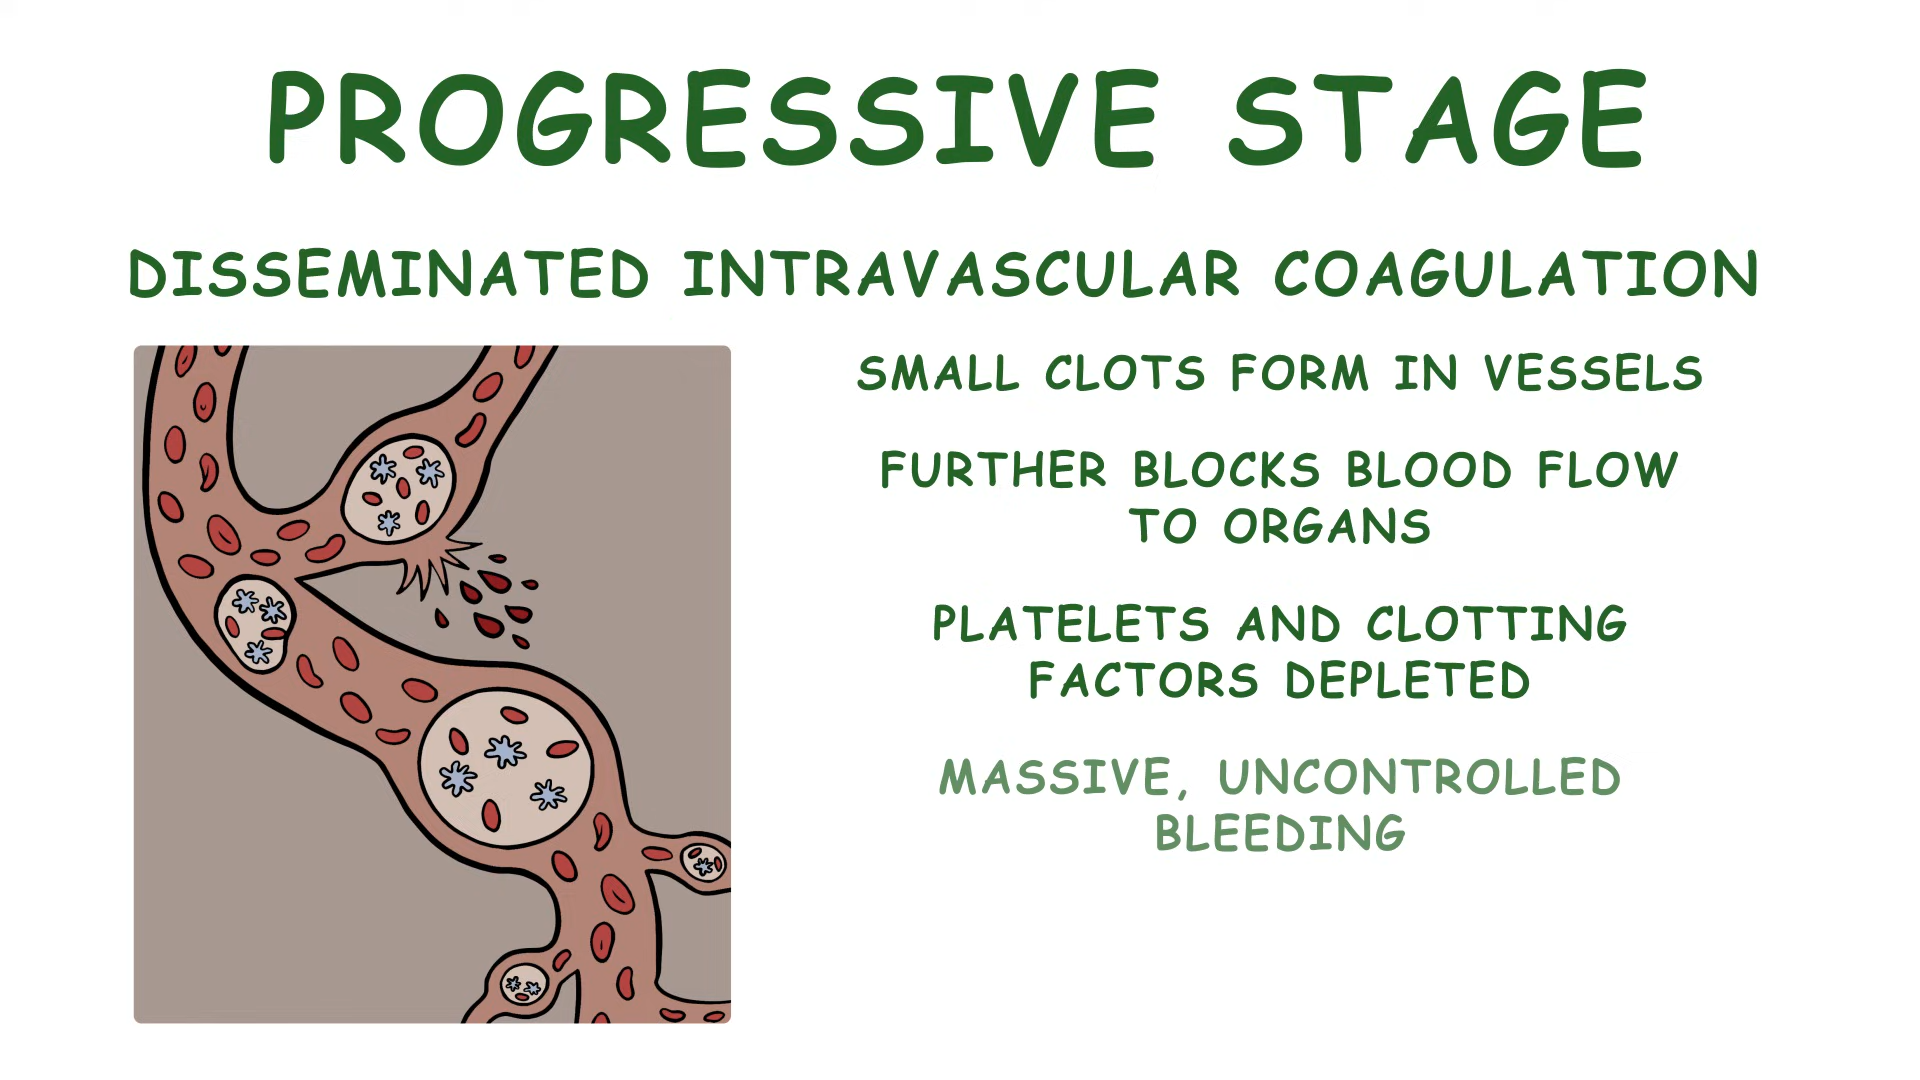 PROGRESSIVE STAGE
DISSEMINATED INTRAVASCULAR COAGULATION
SMALL CLOTS FORM IN VESSELS
FURTHER BLOCKS BLOOD FLOW
TO ORGANS
PLATELETS AND CLOTTING
FACTORS DEPLETED
MASSIVE, UNCONTROLLED
BLEEDING